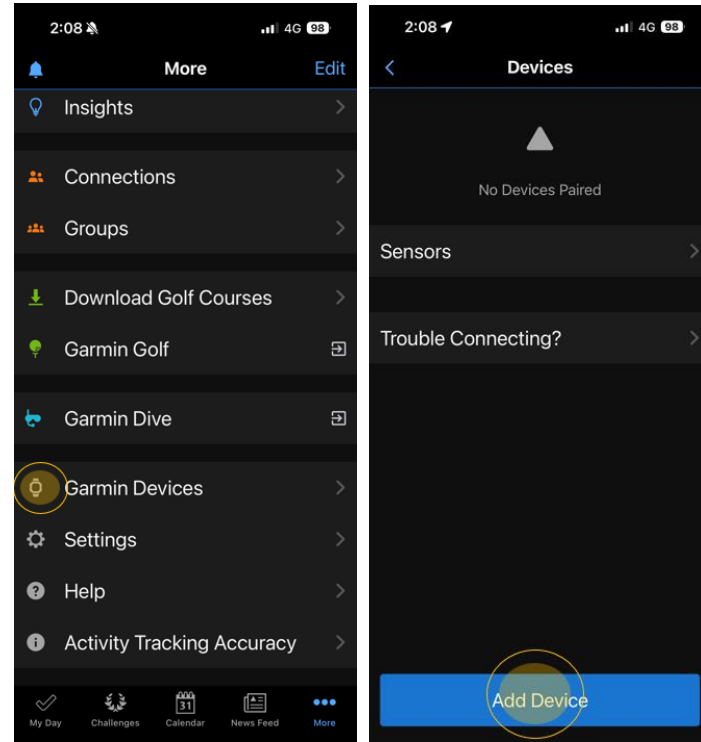 2:08 4G 98
More Edit
Insights
Connections
Groups
Download Golf Courses
Garmin Golf
Garmin Dive
Garmin Devices
Settings
Help
Activity Tracking Accuracy
31
My Day Challenges Calendar News Feed More
2:08 4G 98
Devices
No Devices Paired
Sensors
Trouble Connecting?
Add Device